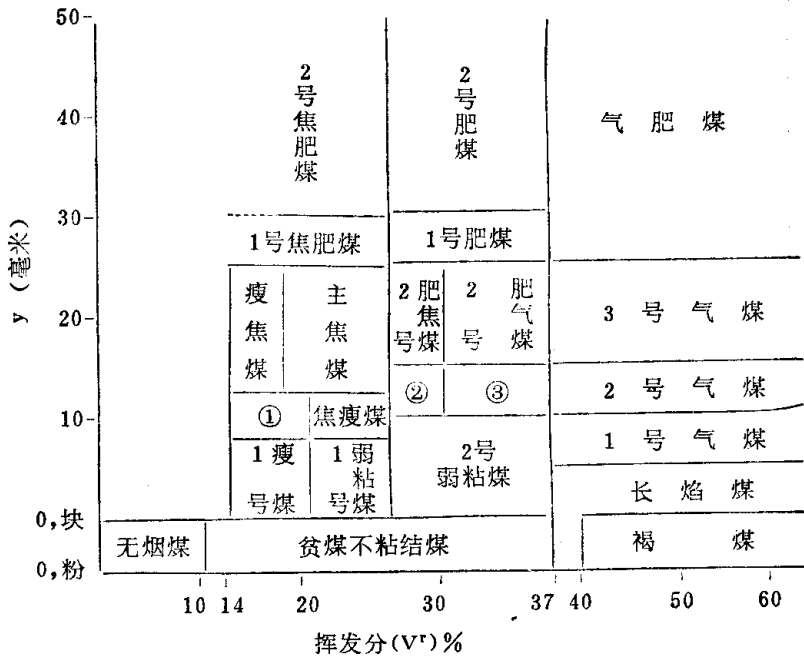 50
40
30
20
10
0,块
0,粉
y (毫米)
2号焦肥煤
2号肥煤
气肥煤
1号焦肥煤
1号肥煤
瘦焦煤
主焦煤
2号肥焦煤
2号肥气煤
3号气煤
①
焦瘦煤
②
③
2号气煤
1号瘦煤
1号弱粘煤
2号
弱粘煤
1号气煤
长焰煤
无烟煤
贫煤不粘结煤
褐煤
10 14 20 30 37 40 50 60
挥发分(Vr)%